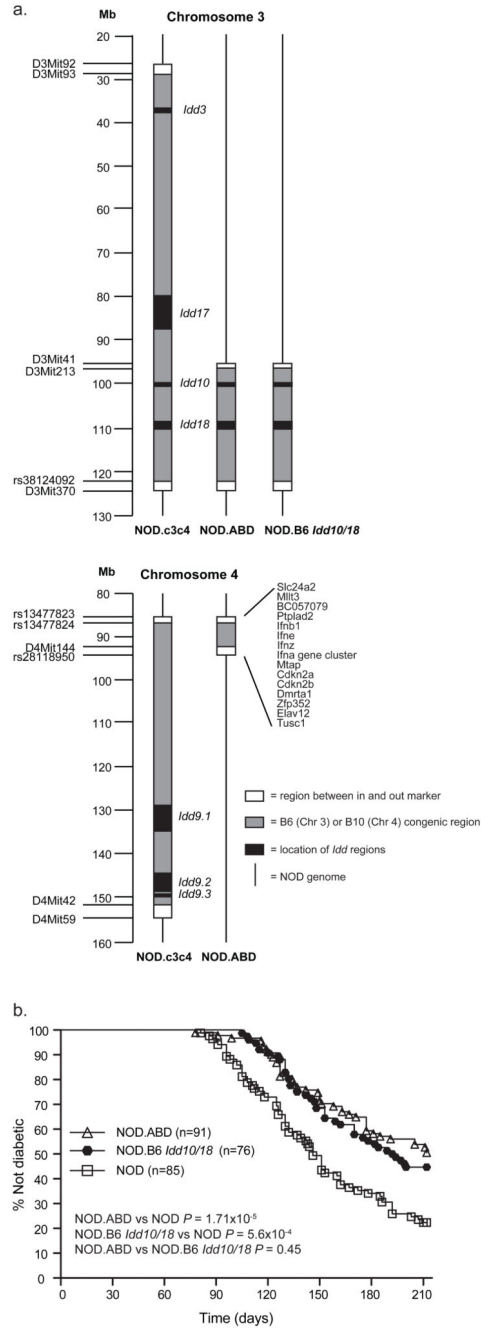 a.
Mb
Chromosome 3
20
D3Mit92
D3Mit93
30
Idd3
40
50
60
70
80
Idd17
90
D3Mit41
D3Mit213
100
Idd10
110
Idd18
rs38124092
120
D3Mit370
130
NOD.c3c4 NOD.ABD NOD.B6 Idd10/18
Mb
Chromosome 4
80
rs13477823
rs13477824
90
D4Mit144
rs28118950
Slc24a2
Mllt3
BC057079
Ptplad2
Ifnb1
Ifne
Ifnz
Ifna gene cluster
Mtap
Cdkn2a
Cdkn2b
Dmrta1
Zfp352
Elavl2
Tusc1
100
110
120
130
Idd9.1
140
Idd9.2
150
Idd9.3
D4Mit42
D4Mit59
160
NOD.c3c4 NOD.ABD
= region between in and out marker
= B6 (Chr 3) or B10 (Chr 4) congenic region
= location of Idd regions
= NOD genome
b.
100
90
80
70
60
50
40
30
20
10
0
% Not diabetic
NOD.ABD (n=91)
NOD.B6 Idd10/18 (n=76)
NOD (n=85)
NOD.ABD vs NOD P = 1.71x10-5
NOD.B6 Idd10/18 vs NOD P = 5.6x10-4
NOD.ABD vs NOD.B6 Idd10/18 P = 0.45
0 30 60 90 120 150 180 210
Time (days)